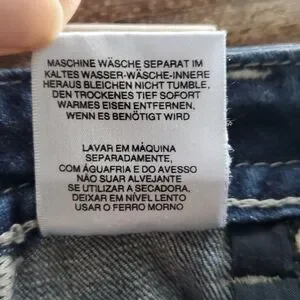 MASCHINE WÄSCHE SEPARAT IM
KALTES WASSER-WÄSCHE-INNERE
HERAUS BLEICHEN NICHT TUMBLE,
DEN TROCKENES TIEF SOFORT
WARMES EISEN ENTFERNEN.
WENN ES BENÖTIGT WIRD
LAVAR EM MÁQUINA
SEPARADAMENTE,
COM ÁGUAFRIA E DO AVESSO
NÃO SUAR ALVEJANTE
SE UTILIZAR A SECADORA,
DEIXAR EM NÍVEL LENTO
USAR O FERRO MORNO